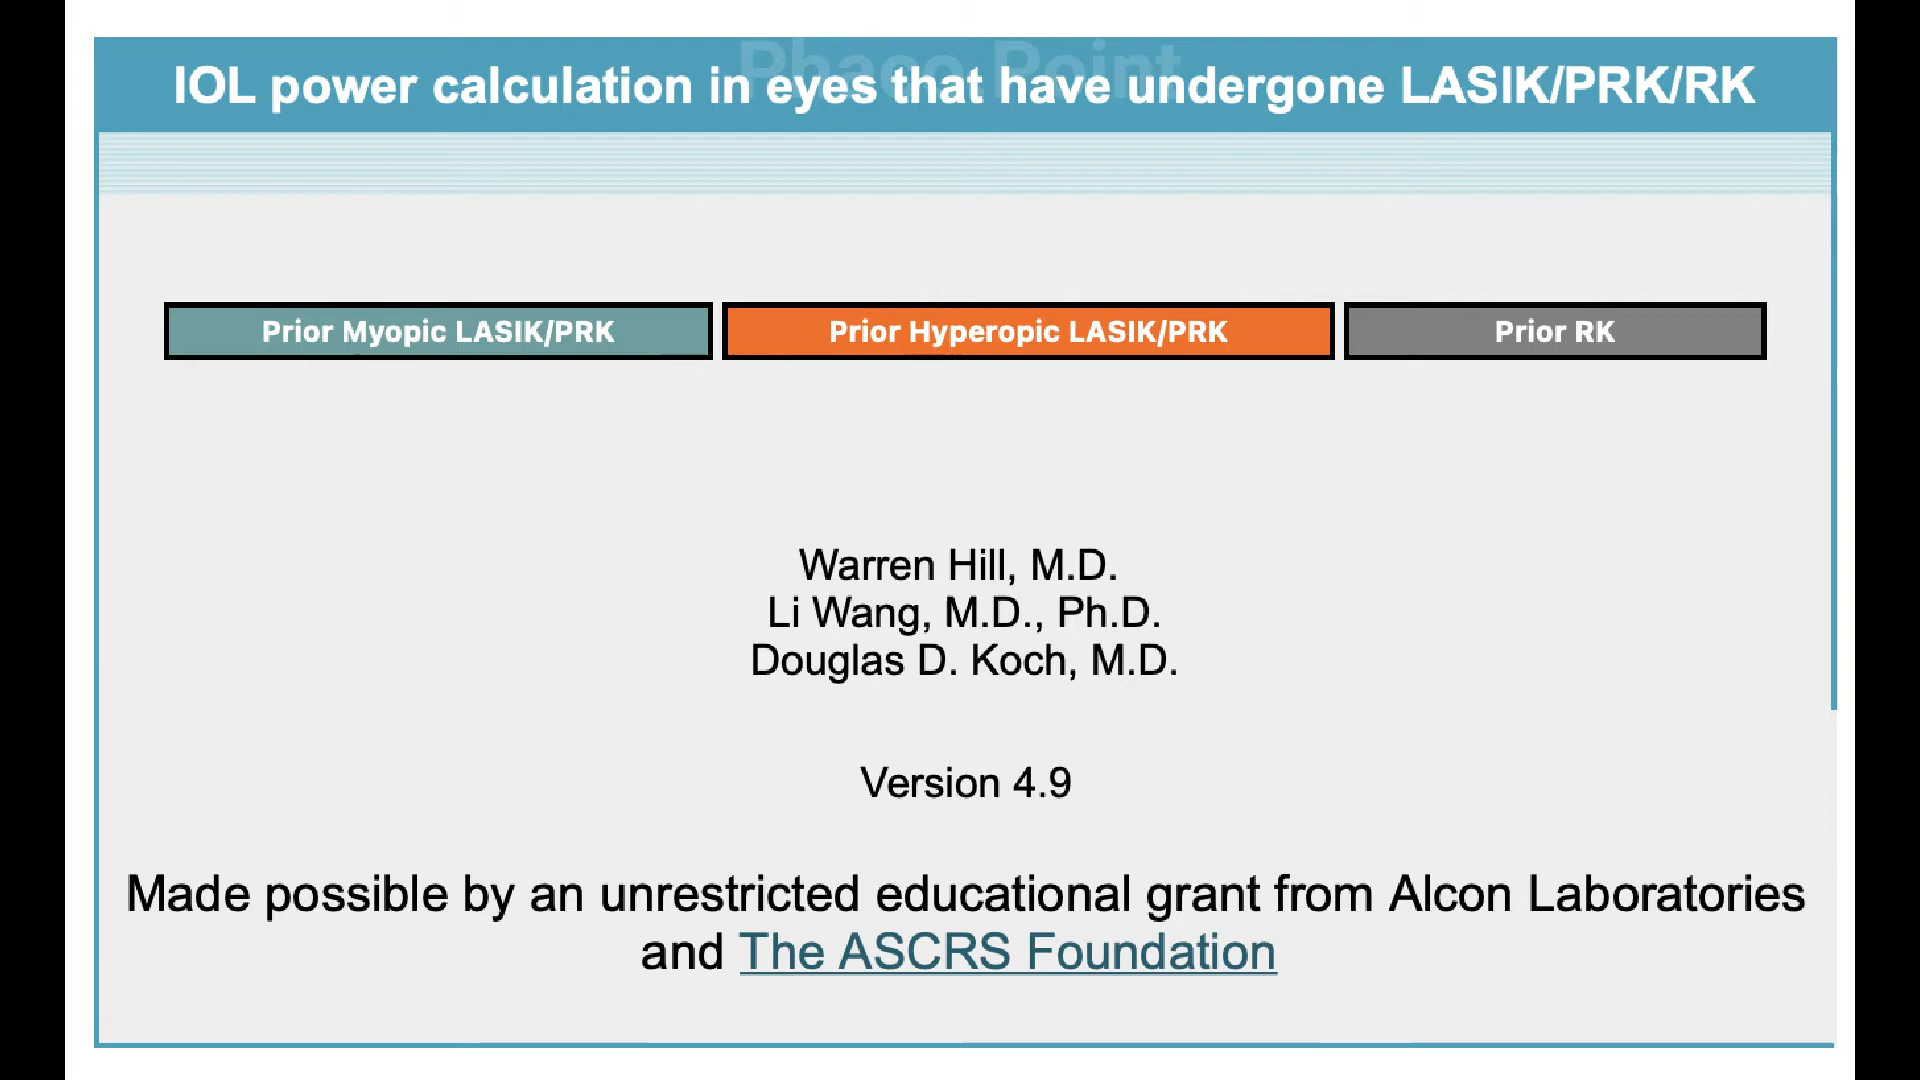 Phaco Point
IOL power calculation in eyes that have undergone LASIK/PRK/RK
Prior Myopic LASIK/PRK
Prior Hyperopic LASIK/PRK
Prior RK
Warren Hill, M.D.
Li Wang, M.D., Ph.D.
Douglas D. Koch, M.D.
Version 4.9
Made possible by an unrestricted educational grant from Alcon Laboratories
and The ASCRS Foundation